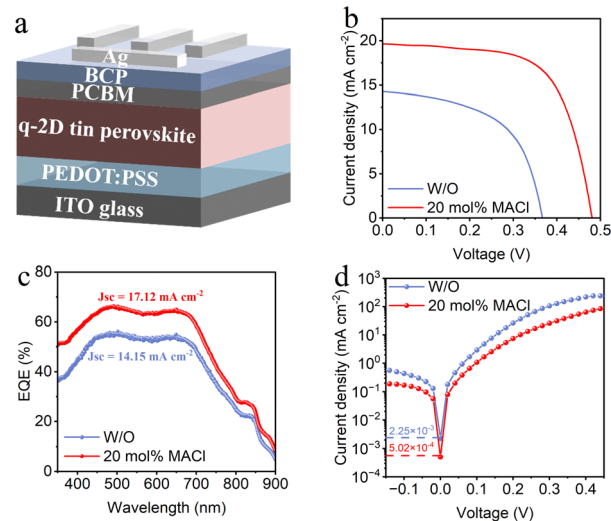 a
Ag
BCP
PCBM
q-2D tin perovskite
PEDOT:PSS
ITO glass
b
Current density (mA cm⁻²)
20
15
10
5
0
W/O
20 mol% MACl
0.0 0.1 0.2 0.3 0.4 0.5
Voltage (V)
c
EQE (%)
80
60
40
20
0
Jsc = 17.12 mA cm⁻²
Jsc = 14.15 mA cm⁻²
W/O
20 mol% MACl
400 500 600 700 800 900
Wavelength (nm)
d
Current density (mA cm⁻²)
10³
10²
10¹
10⁰
10⁻¹
10⁻²
10⁻³
10⁻⁴
W/O
20 mol% MACl
2.25×10⁻³
5.02×10⁻⁴
-0.1 0.0 0.1 0.2 0.3 0.4
Voltage (V)